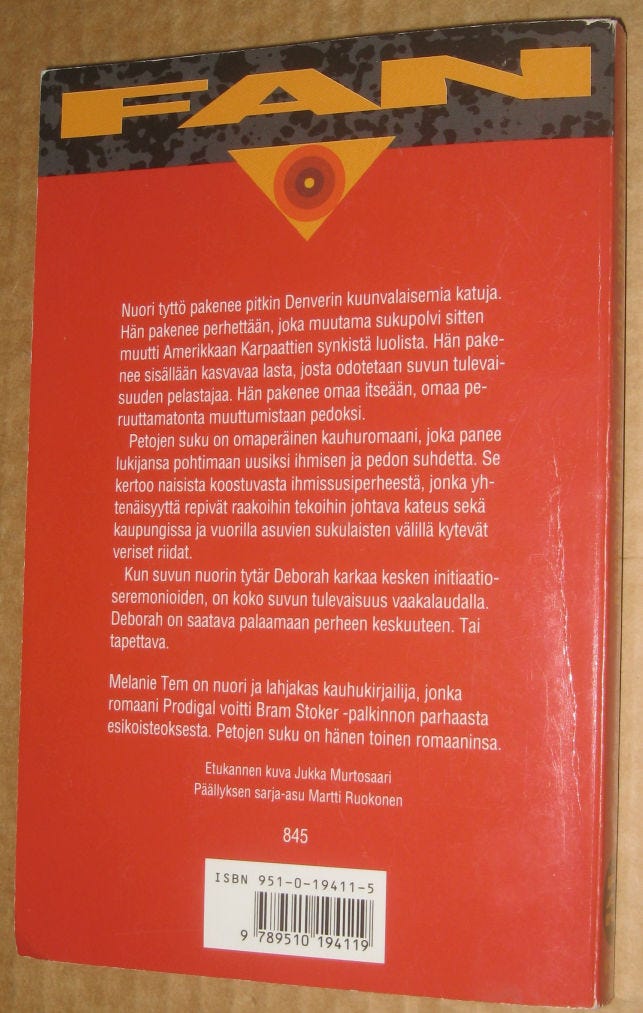 FAN
Nuori tyttö pakenee pitkin Denverin kuunvalaisemia katuja.
Hän pakenee perhettään, joka muutama sukupolvi sitten
muutti Amerikkaan Karpaattien synkistä luolista. Hän pake-
nee sisällään kasvavaa lasta, josta odotetaan suvun tulevai-
suuden pelastajaa. Hän pakenee omaa itseään, omaa pe-
ruuttamatonta muuttumistaan pedoksi.
Petojen suku on omaperäinen kauhuromaani, joka panee
lukijansa pohtimaan uusiksi ihmisen ja pedon suhdetta. Se
kertoo naisista koostuvasta ihmissusiperheestä, jonka yh-
tenäisyyttä repivät raakoihin tekoihin johtava kateus sekä
kaupungissa ja vuorilla asuvien sukulaisten välillä kytevät
veriset riidat.
Kun suvun nuorin tytär Deborah karkaa kesken initiaatio-
seremonioiden, on koko suvun tulevaisuus vaakalaudalla.
Deborah on saatava palaamaan perheen keskuuteen. Tai
tapettava.
Melanie Tem on nuori ja lahjakas kauhukirjailija, jonka
romaani Prodigal voitti Bram Stoker -palkinnon parhaasta
esikoisteoksesta. Petojen suku on hänen toinen romaaninsa.
Etukannen kuva Jukka Murtosaari
Päällyksen sarja-asu Martti Ruokonen
845
ISBN 951-0-19411-5
9 789510 194119